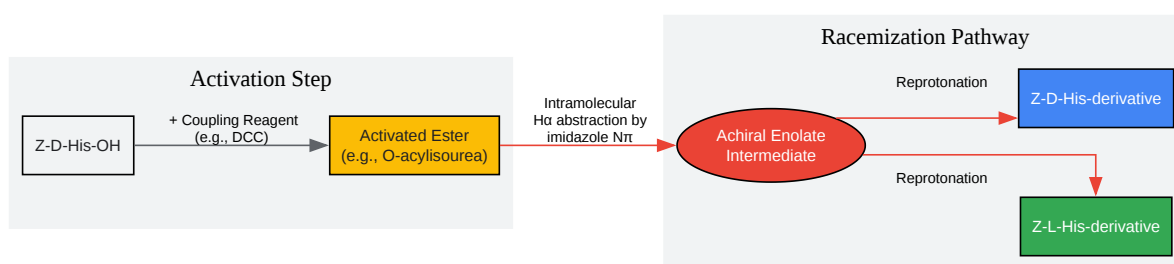 Racemization Pathway
Activation Step
Z-D-His-OH
+ Coupling Reagent
(e.g., DCC)
Activated Ester
(e.g., O-acylisourea)
Intramolecular
Hα abstraction by
imidazole Nπ
Achiral Enolate
Intermediate
Reprotonation
Z-D-His-derivative
Reprotonation
Z-L-His-derivative